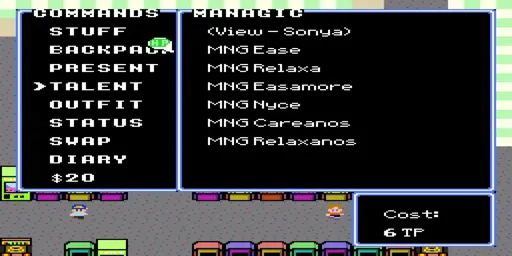 COMMANDS
STUFF
BACKPACK
PRESENT
TALENT
OUTFIT
STATUS
SWAP
DIARY
$20
MANAGIC
(View - Sonya)
MNG Ease
MNG Relaxa
MNG Easamore
MNG Nyce
MNG Careanos
MNG Relaxanos
Cost:
6 TP